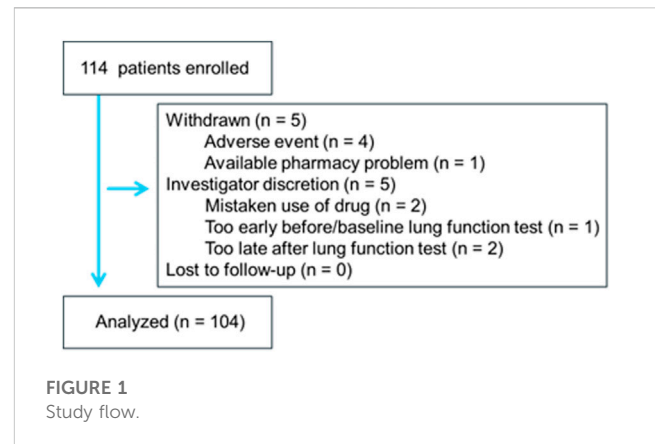 114 patients enrolled
Withdrawn (n = 5)
Adverse event (n = 4)
Available pharmacy problem (n = 1)
Investigator discretion (n = 5)
Mistaken use of drug (n = 2)
Too early before/baseline lung function test (n = 1)
Too late after lung function test (n = 2)
Lost to follow-up (n = 0)
Analyzed (n = 104)
FIGURE 1
Study flow.